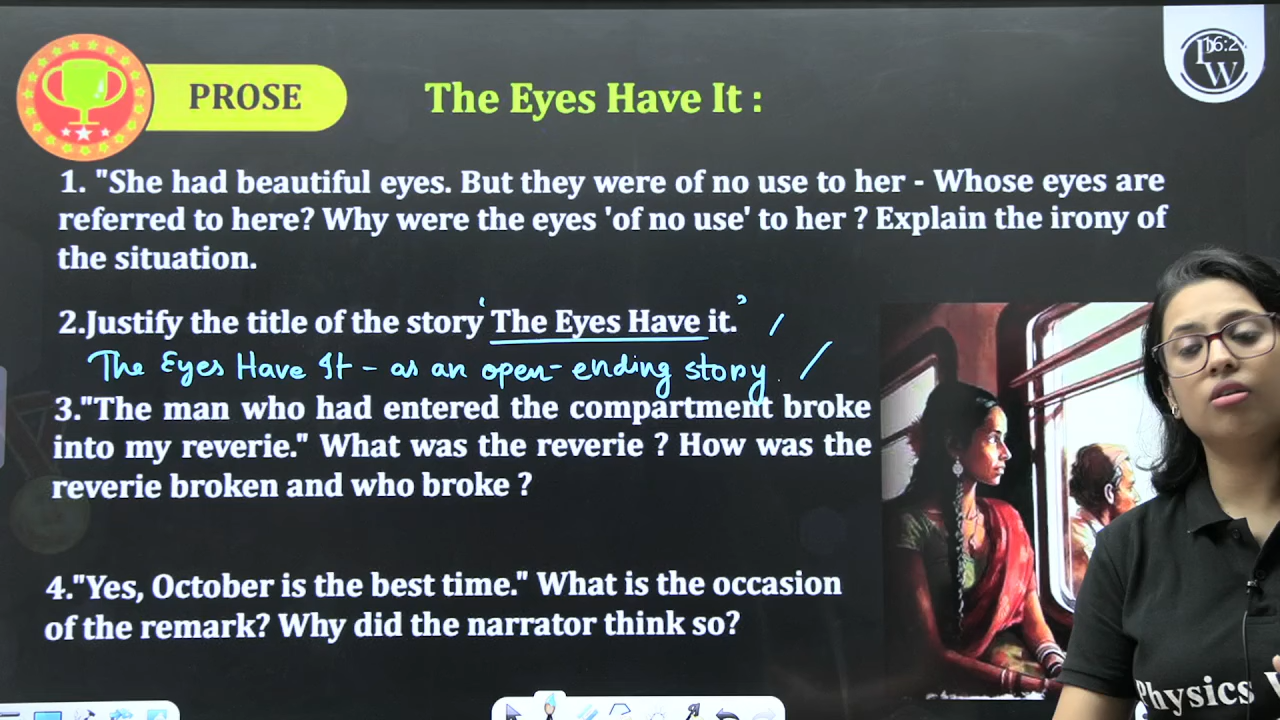 PROSE
The Eyes Have It :
16:2
PW
1. "She had beautiful eyes. But they were of no use to her - Whose eyes are
referred to here? Why were the eyes 'of no use' to her ? Explain the irony of
the situation.
2.Justify the title of the story 'The Eyes Have it.' /
The Eyes Have It - as an open-ending story. /
3."The man who had entered the compartment broke
into my reverie." What was the reverie ? How was the
reverie broken and who broke ?
4."Yes, October is the best time." What is the occasion
of the remark? Why did the narrator think so?
Physics W